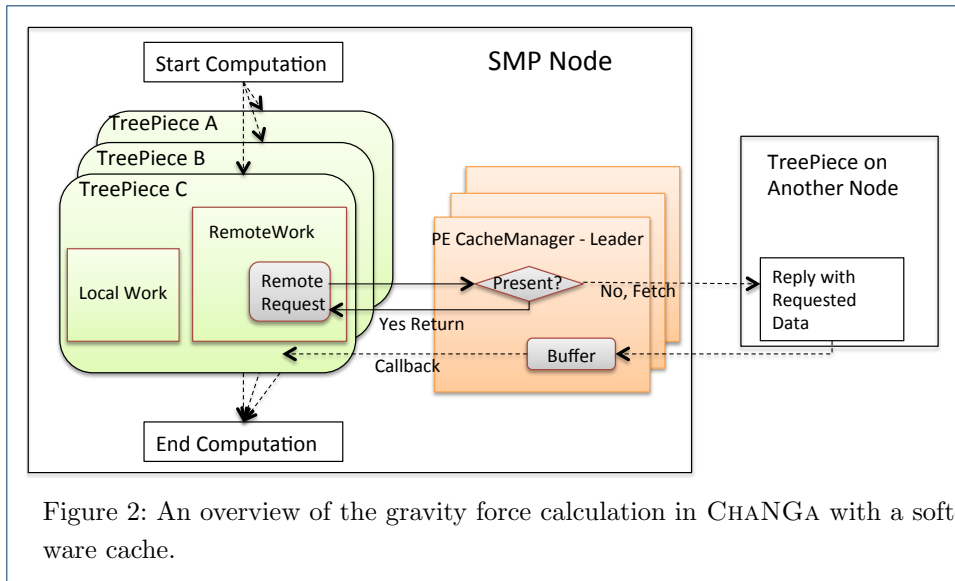 Start Computation
SMP Node
TreePiece A
TreePiece B
TreePiece C
RemoteWork
Local Work
Remote
Request
PE CacheManager - Leader
Present?
No, Fetch
Yes Return
Buffer
Callback
TreePiece on
Another Node
Reply with
Requested
Data
End Computation
Figure 2: An overview of the gravity force calculation in CHANGA with a soft
ware cache.